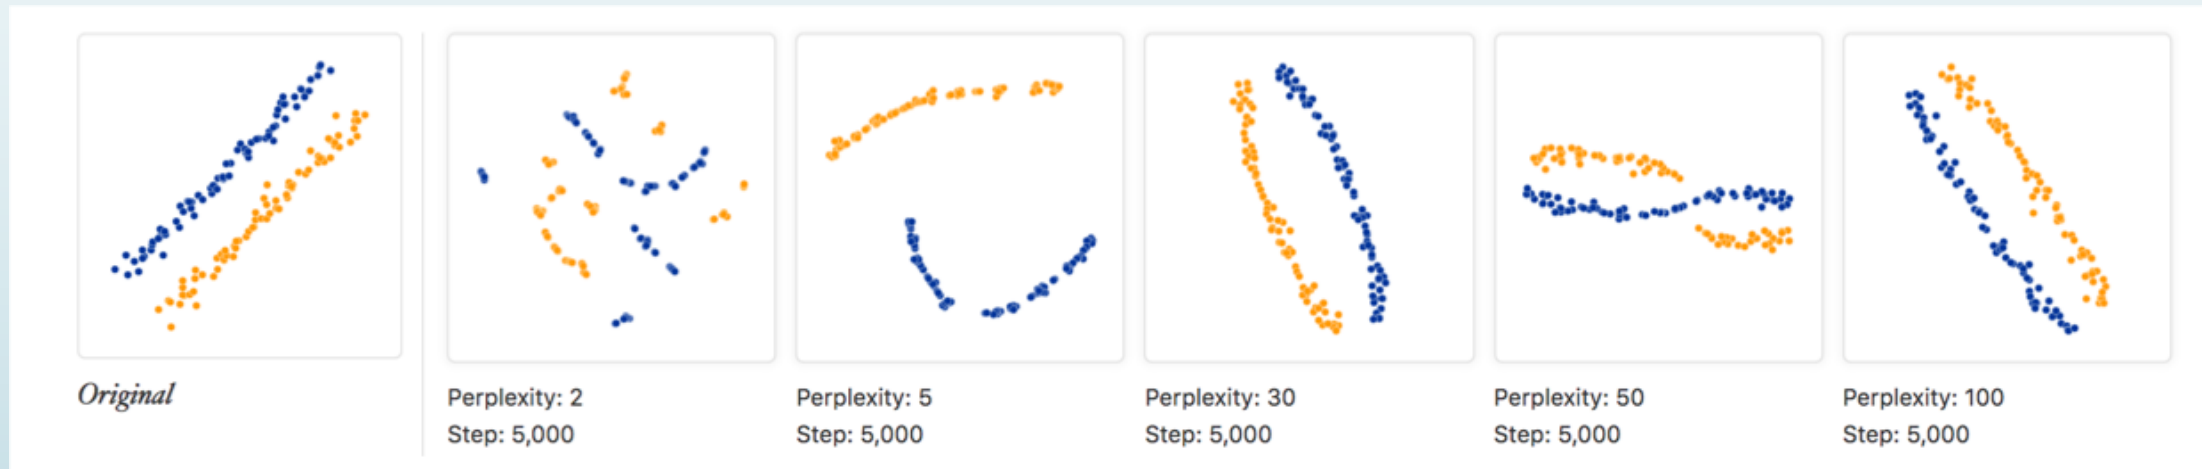 Original
Perplexity: 2
Step: 5,000
Perplexity: 5
Step: 5,000
Perplexity: 30
Step: 5,000
Perplexity: 50
Step: 5,000
Perplexity: 100
Step: 5,000